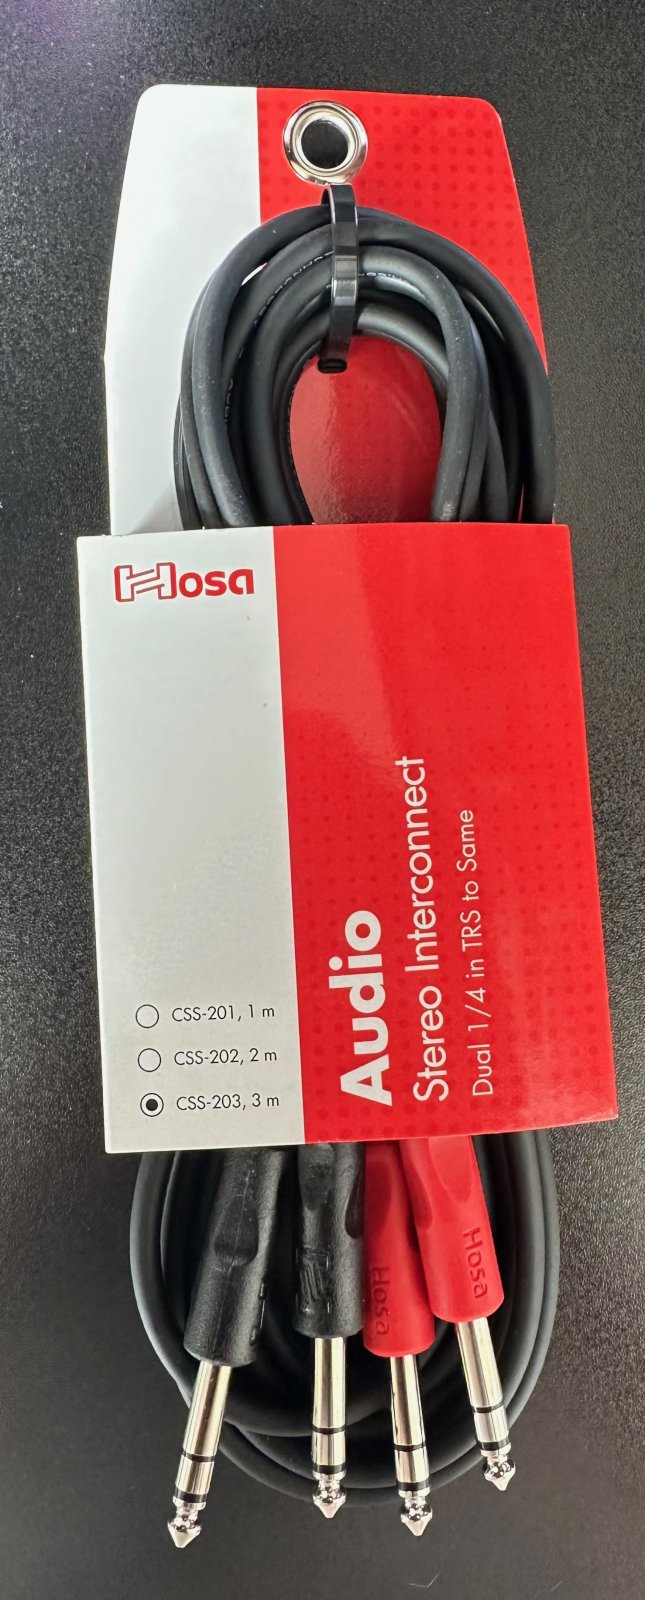 Hosa
CSS-201, 1 m
CSS-202, 2 m
CSS-203, 3 m
Audio
Stereo Interconnect
Dual 1/4 in TRS to Same
Hosa
Hosa